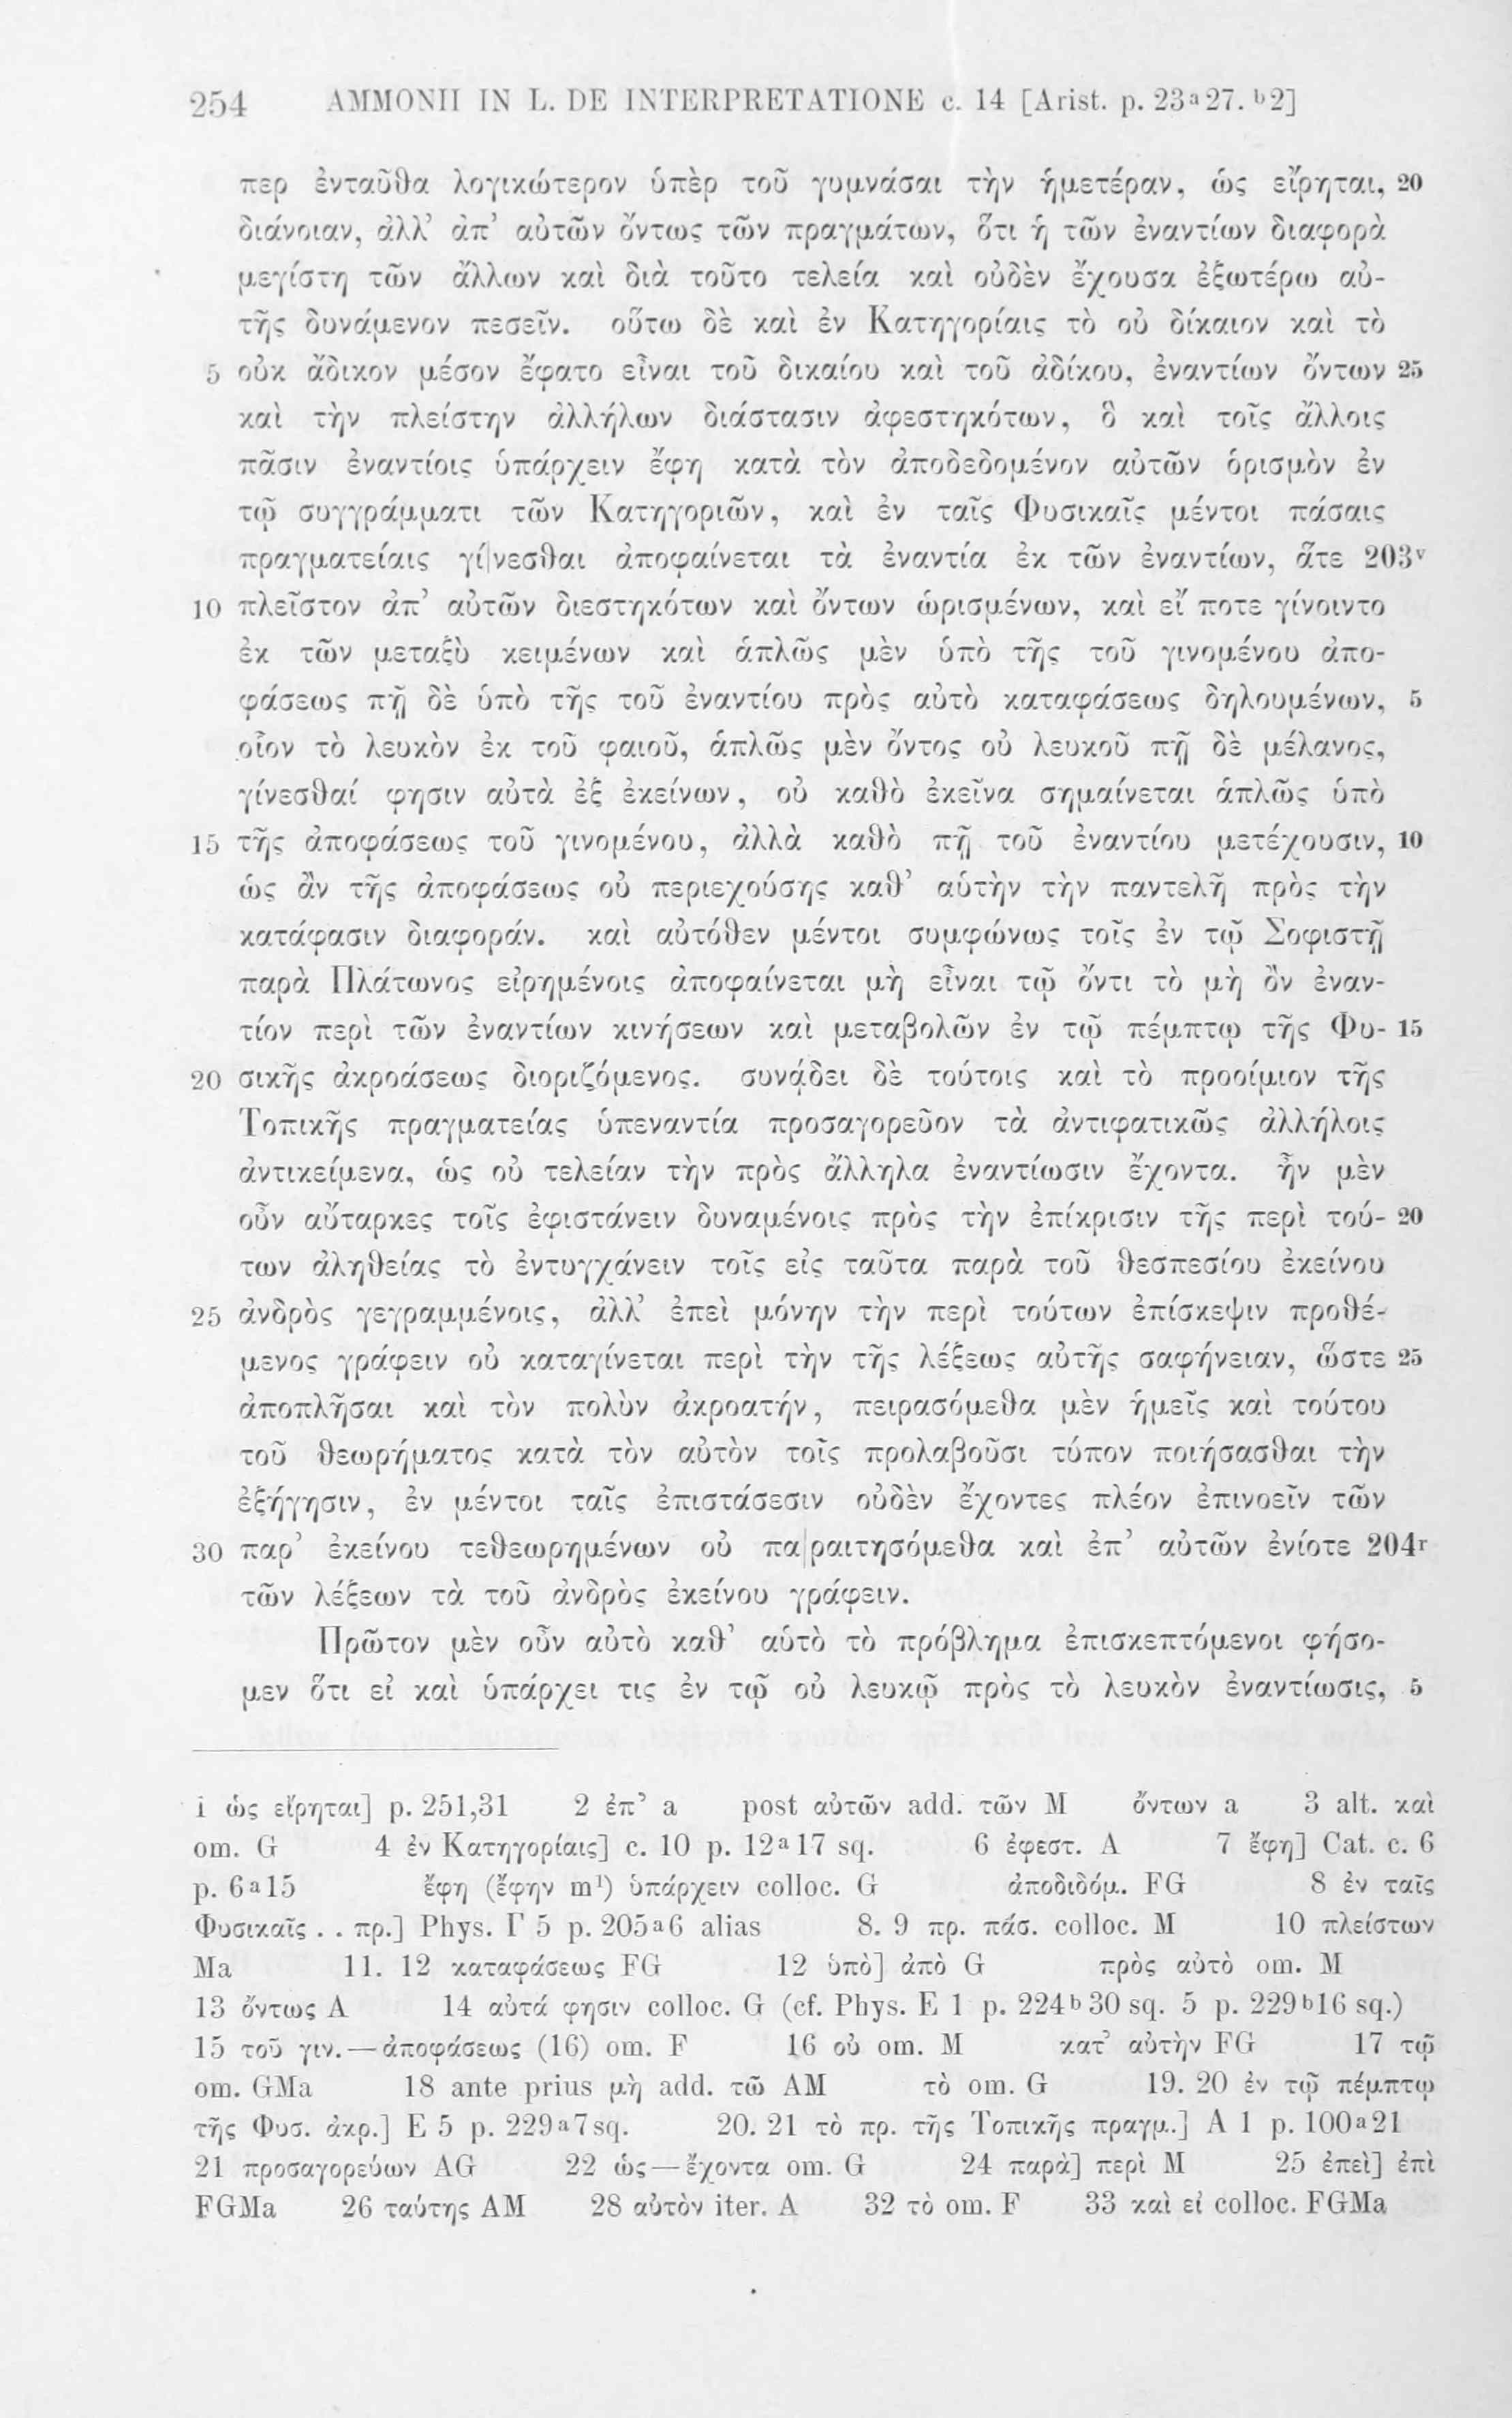 254 AMMONII IN L. DE INTERPRETATIONE c. 14 [Arist. p. 23ᵃ27. ᵇ2]
περ ἐνταῦθα λογικώτερον ὑπὲρ τοῦ γυμνάσαι τὴν ἡμετέραν, ὡς εἴρηται, 20
διάνοιαν, ἀλλ' ἀπ' αὐτῶν ὄντως τῶν πραγμάτων, ὅτι ἡ τῶν ἐναντίων διαφορὰ
μεγίστη τῶν ἄλλων καὶ διὰ τοῦτο τελεία καὶ οὐδὲν ἔχουσα ἐξωτέρω αὐ-
τῆς δυνάμενον πεσεῖν. οὕτω δὲ καὶ ἐν Κατηγορίαις τὸ οὐ δίκαιον καὶ τὸ
5 οὐκ ἄδικον μέσον ἔφατο εἶναι τοῦ δικαίου καὶ τοῦ ἀδίκου, ἐναντίων ὄντων 25
καὶ τὴν πλείστην ἀλλήλων διάστασιν ἀφεστηκότων, ὃ καὶ τοῖς ἄλλοις
πᾶσιν ἐναντίοις ὑπάρχειν ἔφη κατὰ τὸν ἀποδεδομένον αὐτῶν ὁρισμὸν ἐν
τῷ συγγράμματι τῶν Κατηγοριῶν, καὶ ἐν ταῖς Φυσικαῖς μέντοι πάσαις
πραγματείαις γί|νεσθαι ἀποφαίνεται τὰ ἐναντία ἐκ τῶν ἐναντίων, ἅτε 203ᵛ
10 πλεῖστον ἀπ' αὐτῶν διεστηκότων καὶ ὄντων ὡρισμένων, καὶ εἴ ποτε γίνοιντο
ἐκ τῶν μεταξὺ κειμένων καὶ ἁπλῶς μὲν ὑπὸ τῆς τοῦ γινομένου ἀπο-
φάσεως πῇ δὲ ὑπὸ τῆς τοῦ ἐναντίου πρὸς αὐτὸ καταφάσεως δηλουμένων, 5
οἷον τὸ λευκὸν ἐκ τοῦ φαιοῦ, ἁπλῶς μὲν ὄντος οὐ λευκοῦ πῇ δὲ μέλανος,
γίνεσθαί φησιν αὐτὰ ἐξ ἐκείνων, οὐ καθὸ ἐκεῖνα σημαίνεται ἁπλῶς ὑπὸ
15 τῆς ἀποφάσεως τοῦ γινομένου, ἀλλὰ καθὸ πῇ τοῦ ἐναντίου μετέχουσιν, 10
ὡς ἂν τῆς ἀποφάσεως οὐ περιεχούσης καθ' αὑτὴν τὴν παντελῆ πρὸς τὴν
κατάφασιν διαφοράν. καὶ αὐτόθεν μέντοι συμφώνως τοῖς ἐν τῷ Σοφιστῇ
παρὰ Πλάτωνος εἰρημένοις ἀποφαίνεται μὴ εἶναι τῷ ὄντι τὸ μὴ ὂν ἐναν-
τίον περὶ τῶν ἐναντίων κινήσεων καὶ μεταβολῶν ἐν τῷ πέμπτῳ τῆς Φυ- 15
20 σικῆς ἀκροάσεως διοριζόμενος. συνᾴδει δὲ τούτοις καὶ τὸ προοίμιον τῆς
Τοπικῆς πραγματείας ὑπεναντία προσαγορεῦον τὰ ἀντιφατικῶς ἀλλήλοις
ἀντικείμενα, ὡς οὐ τελείαν τὴν πρὸς ἄλληλα ἐναντίωσιν ἔχοντα. ἦν μὲν
οὖν αὔταρκες τοῖς ἐφιστάνειν δυναμένοις πρὸς τὴν ἐπίκρισιν τῆς περὶ τού- 20
των ἀληθείας τὸ ἐντυγχάνειν τοῖς εἰς ταῦτα παρὰ τοῦ θεσπεσίου ἐκείνου
25 ἀνδρὸς γεγραμμένοις, ἀλλ' ἐπεὶ μόνην τὴν περὶ τούτων ἐπίσκεψιν προθέ-
μενος γράφειν οὐ καταγίνεται περὶ τὴν τῆς λέξεως αὐτῆς σαφήνειαν, ὥστε 25
ἀποπλῆσαι καὶ τὸν πολὺν ἀκροατήν, πειρασόμεθα μὲν ἡμεῖς καὶ τούτου
τοῦ θεωρήματος κατὰ τὸν αὐτὸν τοῖς προλαβοῦσι τύπον ποιήσασθαι τὴν
ἐξήγησιν, ἐν μέντοι ταῖς ἐπιστάσεσιν οὐδὲν ἔχοντες πλέον ἐπινοεῖν τῶν
30 παρ' ἐκείνου τεθεωρημένων οὐ πα|ραιτησόμεθα καὶ ἐπ' αὐτῶν ἐνίοτε 204ʳ
τῶν λέξεων τὰ τοῦ ἀνδρὸς ἐκείνου γράφειν.
Πρῶτον μὲν οὖν αὐτὸ καθ' αὑτὸ τὸ πρόβλημα ἐπισκεπτόμενοι φήσο-
μεν ὅτι εἰ καὶ ὑπάρχει τις ἐν τῷ οὐ λευκῷ πρὸς τὸ λευκὸν ἐναντίωσις, 5
1 ὡς εἴρηται] p. 251,31 2 ἐπ' a post αὐτῶν add. τῶν M ὄντων a 3 alt. καὶ
om. G 4 ἐν Κατηγορίαις] c. 10 p. 12ᵃ17 sq. 6 ἐφεστ. A 7 ἔφη] Cat. c. 6
p. 6ᵃ15 ἔφη (ἔφην m¹) ὑπάρχειν colloc. G ἀποδιδόμ. FG 8 ἐν ταῖς
Φυσικαῖς . . πρ.] Phys. Γ 5 p. 205ᵃ6 alias 8. 9 πρ. πάσ. colloc. M 10 πλείστων
Ma 11. 12 καταφάσεως FG 12 ὑπὸ] ἀπὸ G πρὸς αὐτὸ om. M
13 ὄντως A 14 αὐτά φησιν colloc. G (cf. Phys. E 1 p. 224ᵇ30 sq. 5 p. 229ᵇ16 sq.)
15 τοῦ γιν.—ἀποφάσεως (16) om. F 16 οὐ om. M κατ' αὐτὴν FG 17 τῷ
om. GMa 18 ante prius μὴ add. τῶ AM τὸ om. G 19. 20 ἐν τῷ πέμπτῳ
τῆς Φυσ. ἀκρ.] E 5 p. 229ᵃ7 sq. 20. 21 τὸ πρ. τῆς Τοπικῆς πραγμ.] A 1 p. 100ᵃ21
21 προσαγορεύων AG 22 ὡς—ἔχοντα om. G 24 παρὰ] περὶ M 25 ἐπεὶ] ἐπὶ
FGMa 26 ταύτης AM 28 αὐτὸν iter. A 32 τὸ om. F 33 καὶ εἰ colloc. FGMa